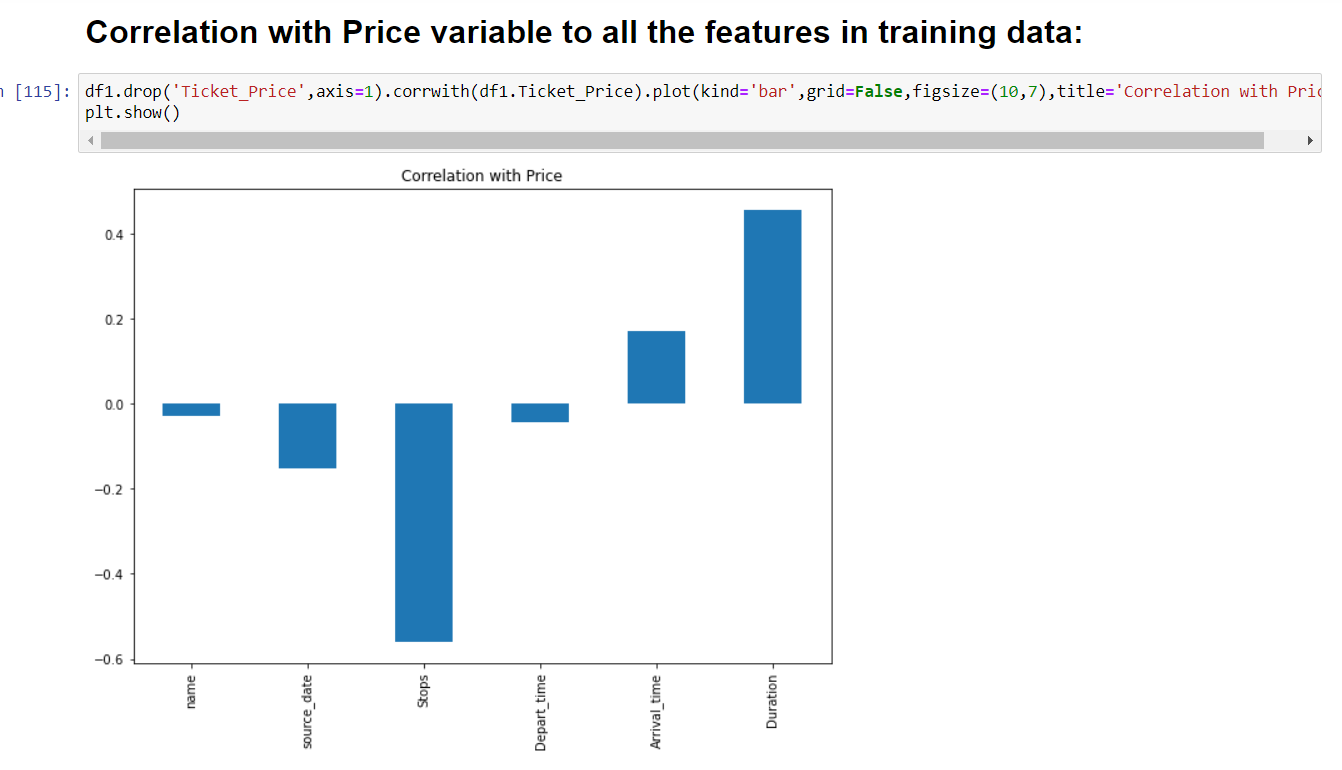 Correlation with Price variable to all the features in training data:
[115]:
df1.drop('Ticket_Price',axis=1).corrwith(df1.Ticket_Price).plot(kind='bar',grid=False,figsize=(10,7),title='Correlation with Pric
plt.show()
Correlation with Price
0.4
0.2
0.0
−0.2
−0.4
−0.6
name
source_date
Stops
Depart_time
Arrival_time
Duration